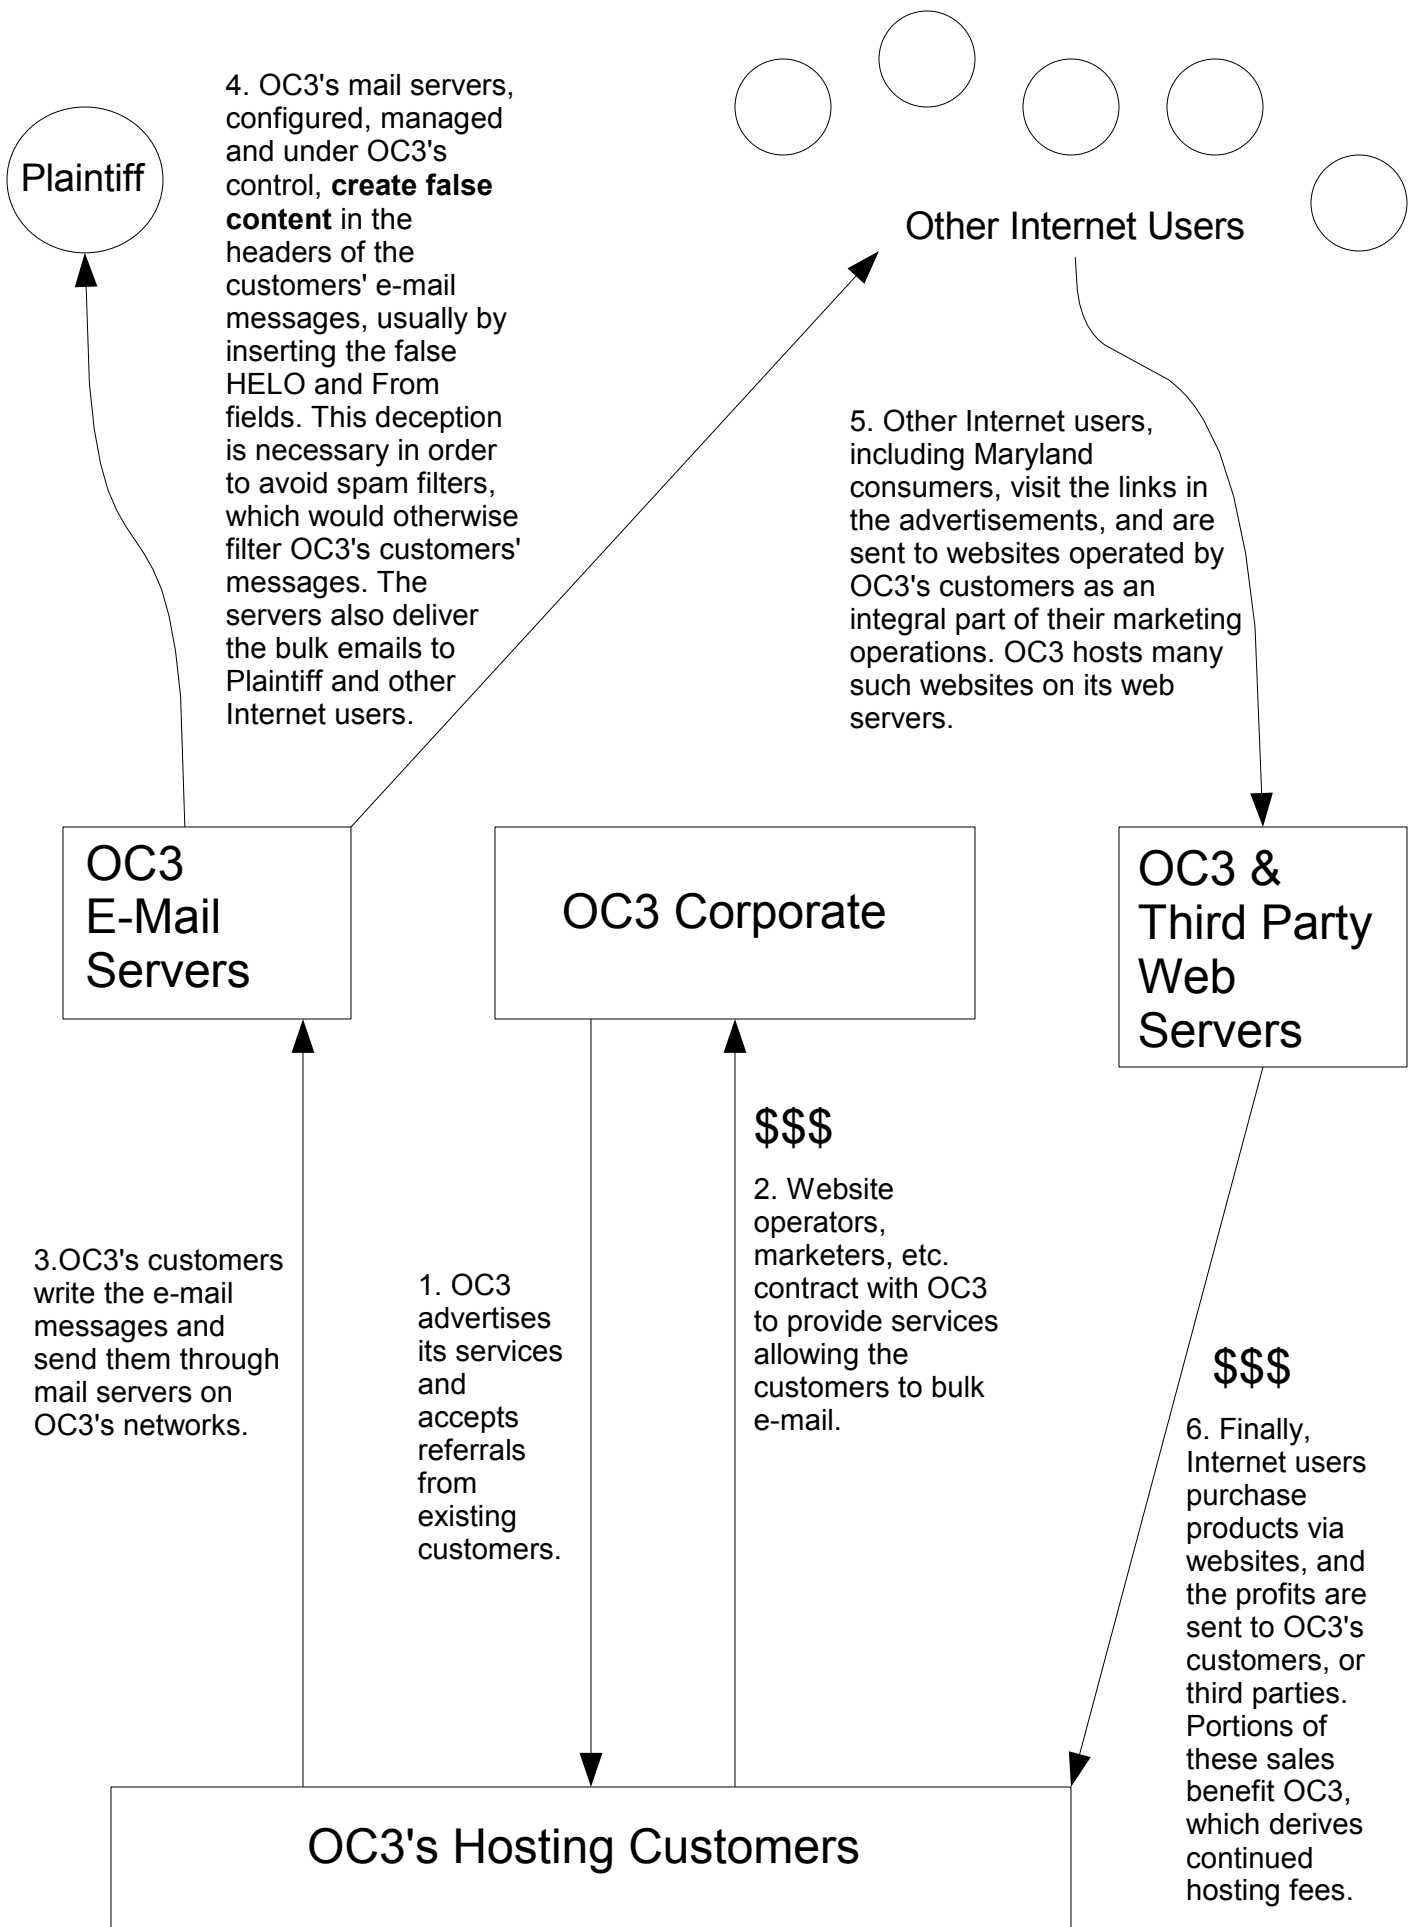 Plaintiff
4. OC3's mail servers,
configured, managed
and under OC3's
control, create false
content in the
headers of the
customers' e-mail
messages, usually by
inserting the false
HELO and From
fields. This deception
is necessary in order
to avoid spam filters,
which would otherwise
filter OC3's customers'
messages. The
servers also deliver
the bulk emails to
Plaintiff and other
Internet users.
Other Internet Users
5. Other Internet users,
including Maryland
consumers, visit the links in
the advertisements, and are
sent to websites operated by
OC3's customers as an
integral part of their marketing
operations. OC3 hosts many
such websites on its web
servers.
OC3
E-Mail
Servers
OC3 Corporate
OC3 &
Third Party
Web
Servers
3.OC3's customers
write the e-mail
messages and
send them through
mail servers on
OC3's networks.
1. OC3
advertises
its services
and
accepts
referrals
from
existing
customers.
$$$
2. Website
operators,
marketers, etc.
contract with OC3
to provide services
allowing the
customers to bulk
e-mail.
$$$
6. Finally,
Internet users
purchase
products via
websites, and
the profits are
sent to OC3's
customers, or
third parties.
Portions of
these sales
benefit OC3,
which derives
continued
hosting fees.
OC3's Hosting Customers